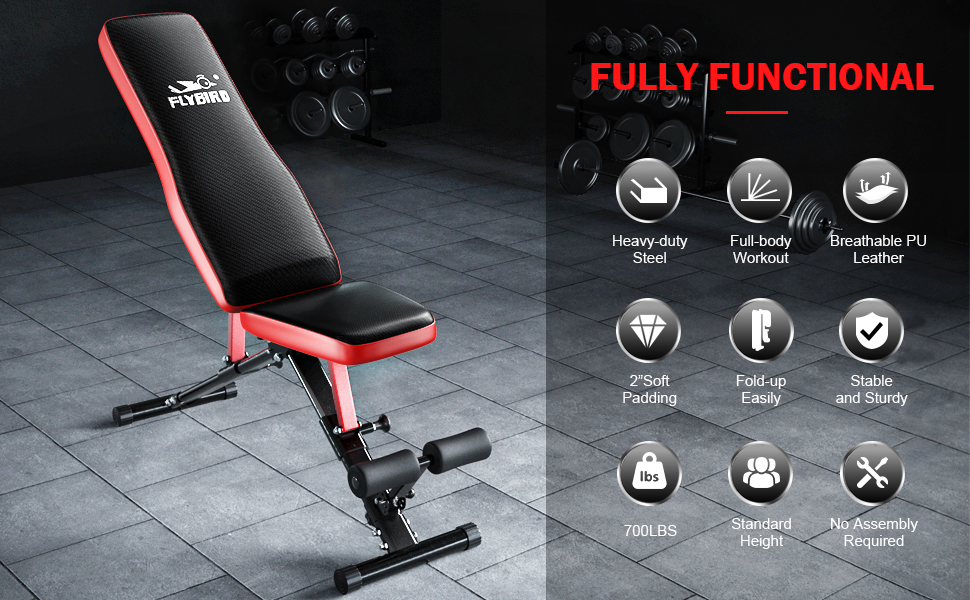 FLYBIRD
FULLY FUNCTIONAL
Heavy-duty
Steel
Full-body
Workout
Breathable PU
Leather
2”Soft
Padding
Fold-up
Easily
Stable
and Sturdy
lbs
700LBS
Standard
Height
No Assembly
Required